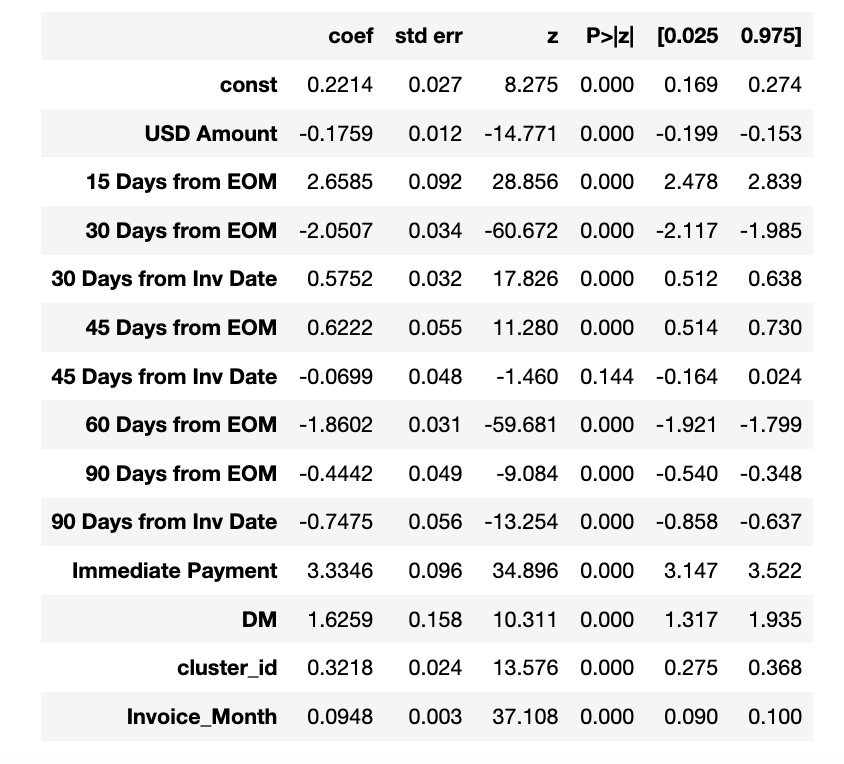 coef std err z P>|z| [0.025 0.975]
const 0.2214 0.027 8.275 0.000 0.169 0.274
USD Amount -0.1759 0.012 -14.771 0.000 -0.199 -0.153
15 Days from EOM 2.6585 0.092 28.856 0.000 2.478 2.839
30 Days from EOM -2.0507 0.034 -60.672 0.000 -2.117 -1.985
30 Days from Inv Date 0.5752 0.032 17.826 0.000 0.512 0.638
45 Days from EOM 0.6222 0.055 11.280 0.000 0.514 0.730
45 Days from Inv Date -0.0699 0.048 -1.460 0.144 -0.164 0.024
60 Days from EOM -1.8602 0.031 -59.681 0.000 -1.921 -1.799
90 Days from EOM -0.4442 0.049 -9.084 0.000 -0.540 -0.348
90 Days from Inv Date -0.7475 0.056 -13.254 0.000 -0.858 -0.637
Immediate Payment 3.3346 0.096 34.896 0.000 3.147 3.522
DM 1.6259 0.158 10.311 0.000 1.317 1.935
cluster_id 0.3218 0.024 13.576 0.000 0.275 0.368
Invoice_Month 0.0948 0.003 37.108 0.000 0.090 0.100